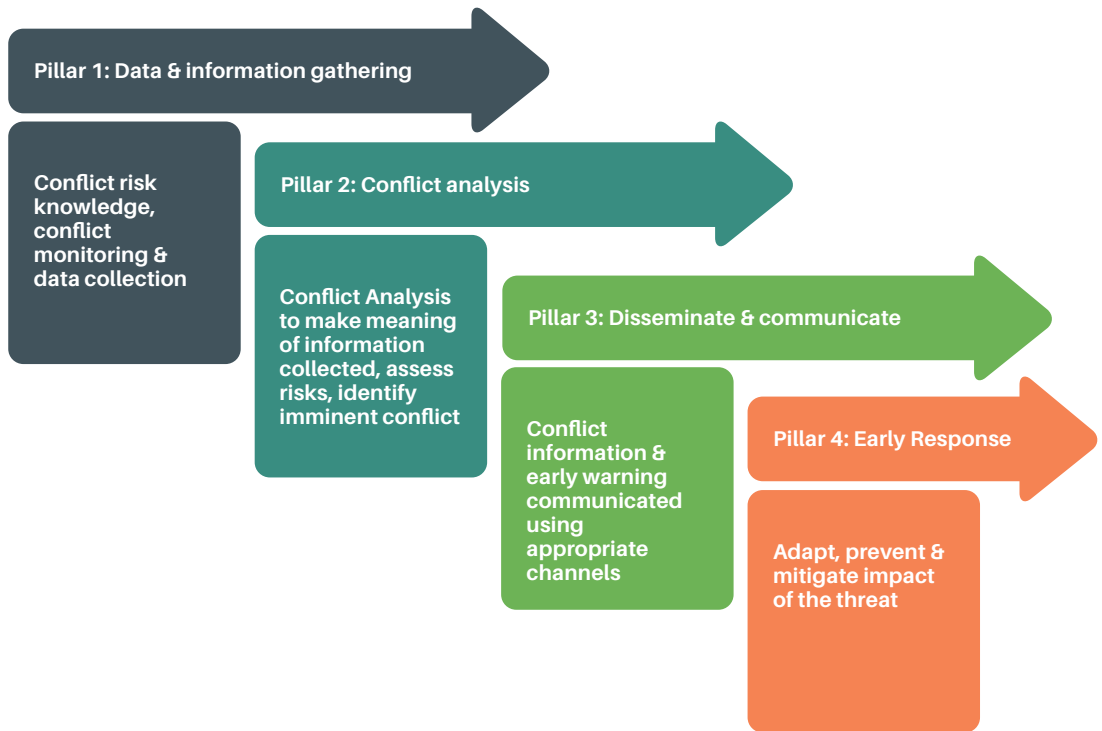 Pillar 1: Data & information gathering
Conflict risk
knowledge,
conflict
monitoring &
data collection
Pillar 2: Conflict analysis
Conflict Analysis
to make meaning
of information
collected, assess
risks, identify
imminent conflict
Pillar 3: Disseminate & communicate
Conflict
information &
early warning
communicated
using
appropriate
channels
Pillar 4: Early Response
Adapt, prevent &
mitigate impact
of the threat